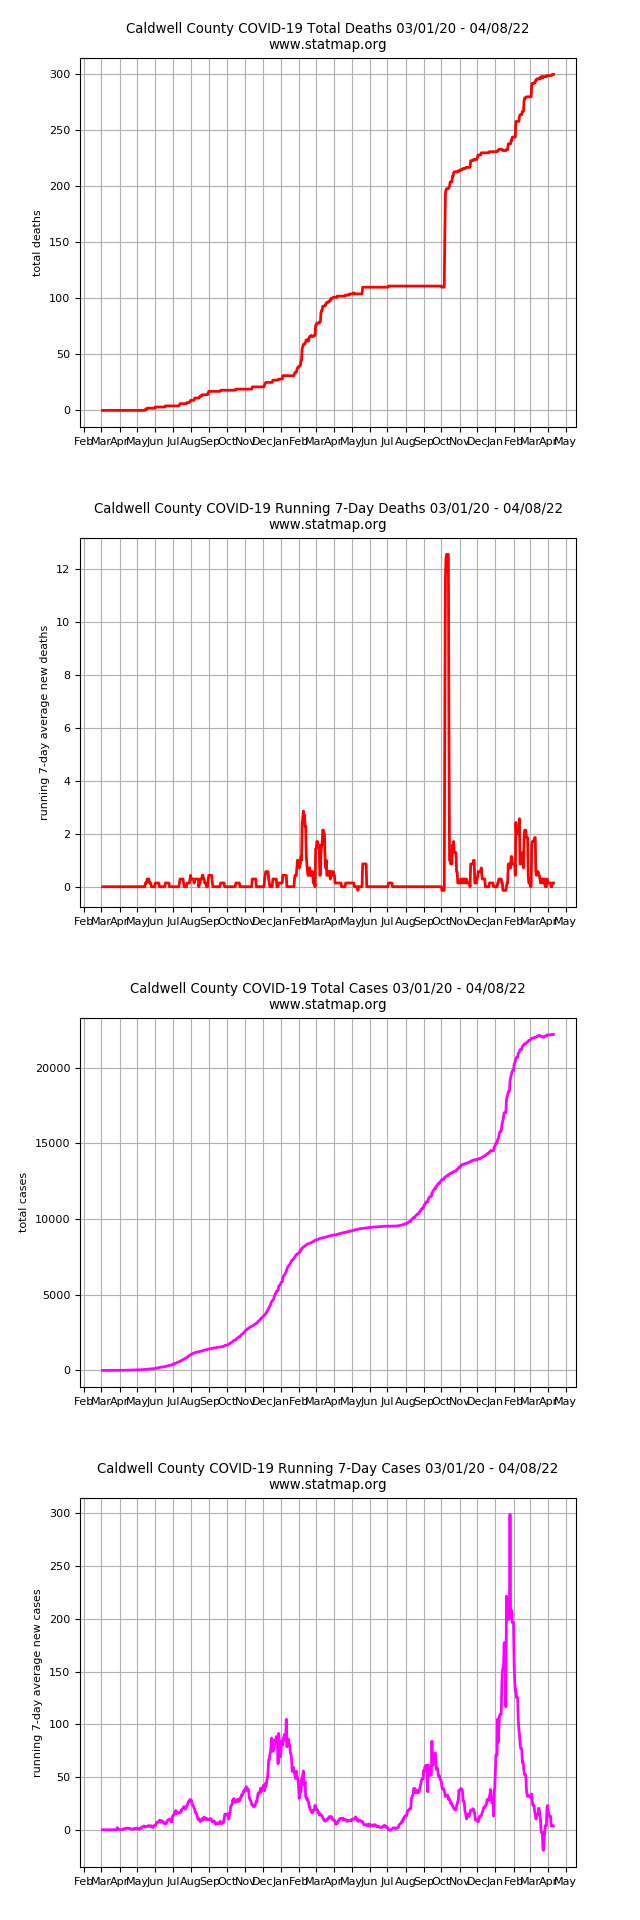 Caldwell County COVID-19 Total Deaths 03/01/20 - 04/08/22
www.statmap.org
300
250
200
150
100
50
0
total deaths
Feb Mar Apr May Jun Jul Aug Sep Oct Nov Dec Jan Feb Mar Apr May Jun Jul Aug Sep Oct Nov Dec Jan Feb Mar Apr May
Caldwell County COVID-19 Running 7-Day Deaths 03/01/20 - 04/08/22
www.statmap.org
12
10
8
6
4
2
0
running 7-day average new deaths
Feb Mar Apr May Jun Jul Aug Sep Oct Nov Dec Jan Feb Mar Apr May Jun Jul Aug Sep Oct Nov Dec Jan Feb Mar Apr May
Caldwell County COVID-19 Total Cases 03/01/20 - 04/08/22
www.statmap.org
20000
15000
10000
5000
0
total cases
Feb Mar Apr May Jun Jul Aug Sep Oct Nov Dec Jan Feb Mar Apr May Jun Jul Aug Sep Oct Nov Dec Jan Feb Mar Apr May
Caldwell County COVID-19 Running 7-Day Cases 03/01/20 - 04/08/22
www.statmap.org
300
250
200
150
100
50
0
running 7-day average new cases
Feb Mar Apr May Jun Jul Aug Sep Oct Nov Dec Jan Feb Mar Apr May Jun Jul Aug Sep Oct Nov Dec Jan Feb Mar Apr May